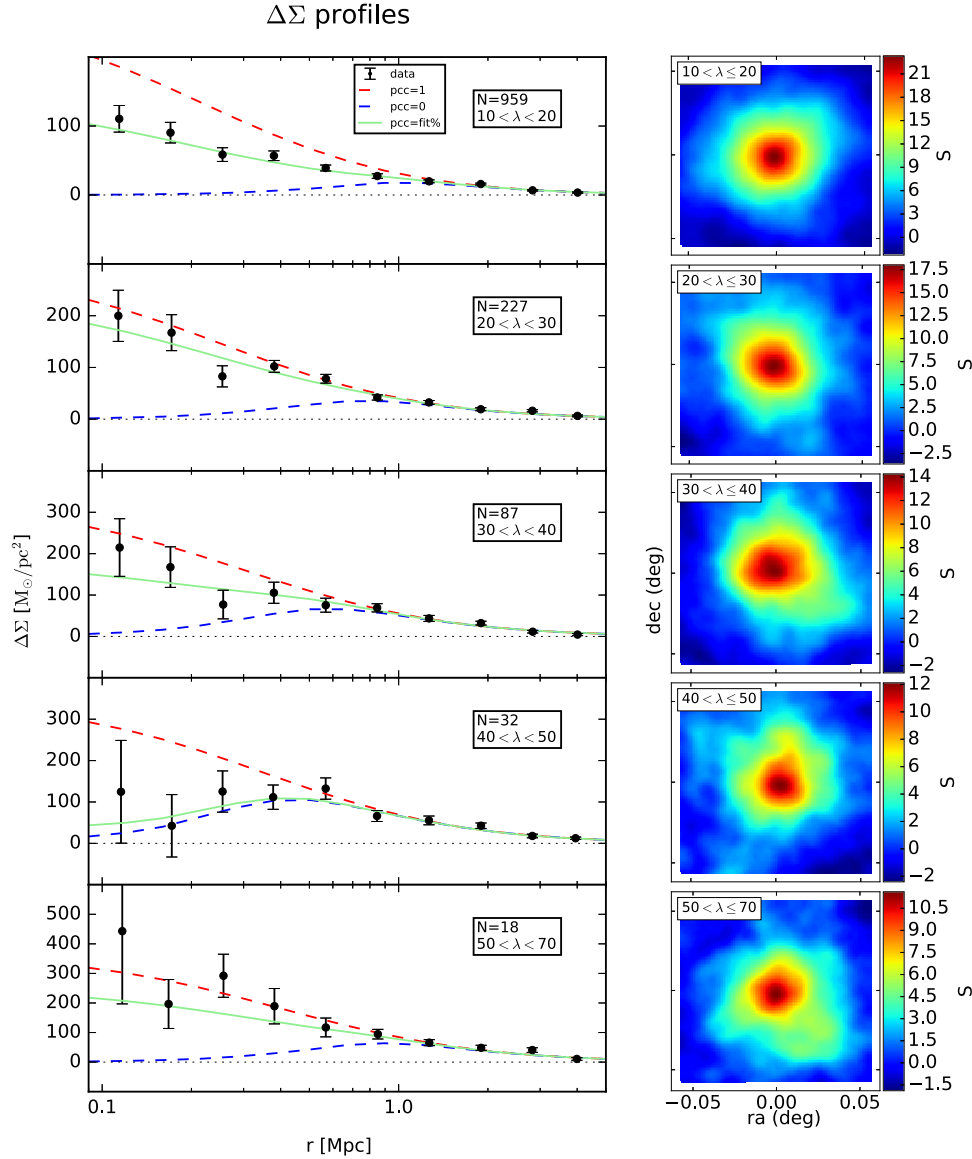 ΔΣ profiles
data
pcc=1
pcc=0
pcc=fit%
N=959
10 < λ < 20
100
0
N=227
20 < λ < 30
200
100
0
N=87
30 < λ < 40
300
200
100
0
N=32
40 < λ < 50
300
200
100
0
N=18
50 < λ < 70
500
400
300
200
100
0
0.1
1.0
r [Mpc]
ΔΣ [M⊙/pc²]
10 < λ ≤ 20
21
18
15
12
9
6
3
0
S
20 < λ ≤ 30
17.5
15.0
12.5
10.0
7.5
5.0
2.5
0.0
−2.5
S
30 < λ ≤ 40
14
12
10
8
6
4
2
0
−2
S
dec (deg)
40 < λ ≤ 50
12
10
8
6
4
2
0
−2
S
50 < λ ≤ 70
10.5
9.0
7.5
6.0
4.5
3.0
1.5
0.0
−1.5
S
−0.05
0.00
0.05
ra (deg)